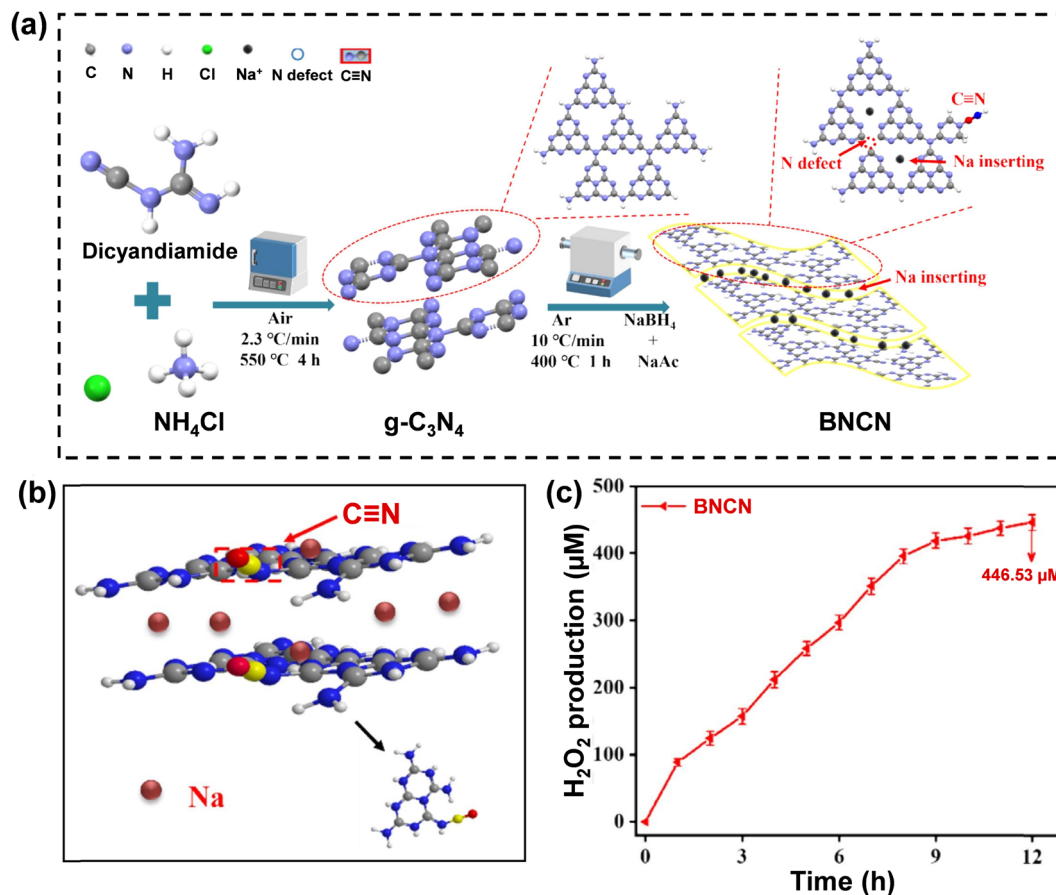 (a)
C N H Cl Na⁺ N defect C≡N
Dicyandiamide
NH₄Cl
Air
2.3 °C/min
550 °C 4 h
g-C₃N₄
Ar NaBH₄
10 °C/min +
400 °C 1 h NaAc
C≡N
N defect
Na inserting
Na inserting
BNCN
(b)
C≡N
Na
(c)
BNCN
H₂O₂ production (µM)
500
400
300
200
100
0
446.53 µM
0 3 6 9 12
Time (h)